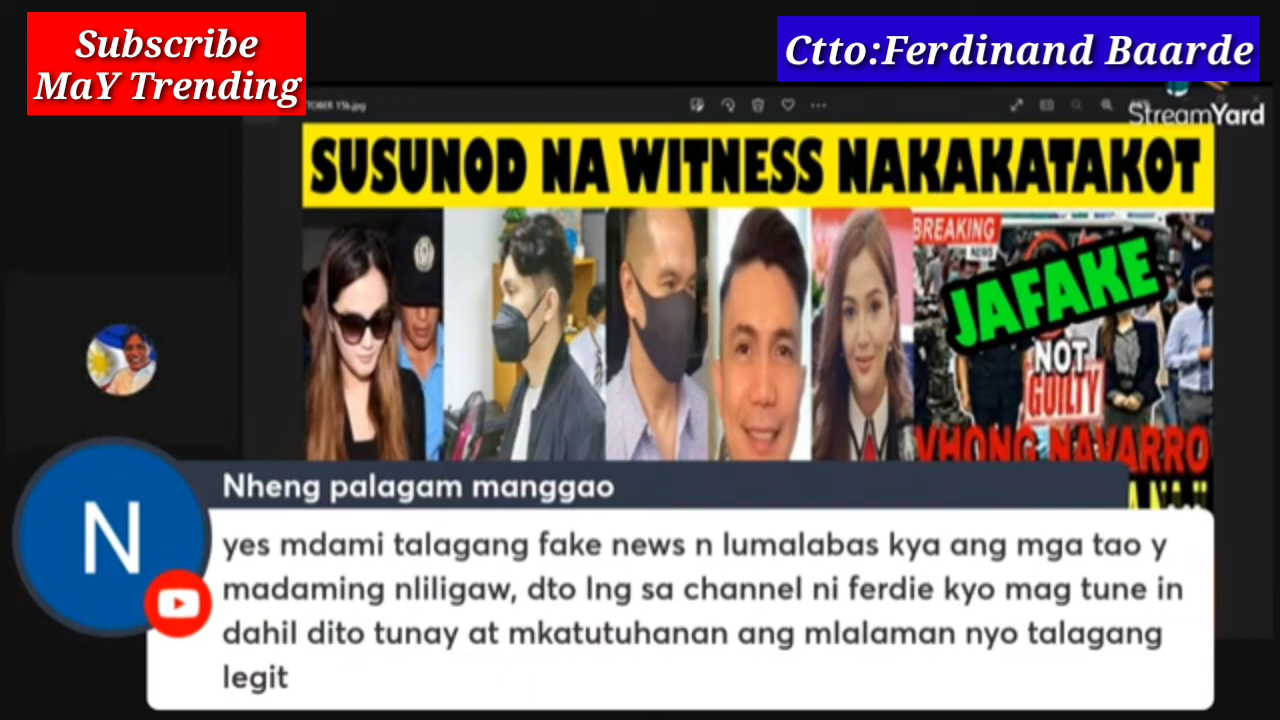 Subscribe
MaY Trending
Ctto:Ferdinand Baarde
StreamYard
SUSUNOD NA WITNESS NAKAKATAKOT
BREAKING
NEWS
JAFAKE
NOT
GUILTY
VHONG NAVARRO
N
Nheng palagam manggao
yes mdami talagang fake news n lumalabas kya ang mga tao y
madaming nliligaw, dto lng sa channel ni ferdie kyo mag tune in
dahil dito tunay at mkatutuhanan ang mlalaman nyo talagang
legit